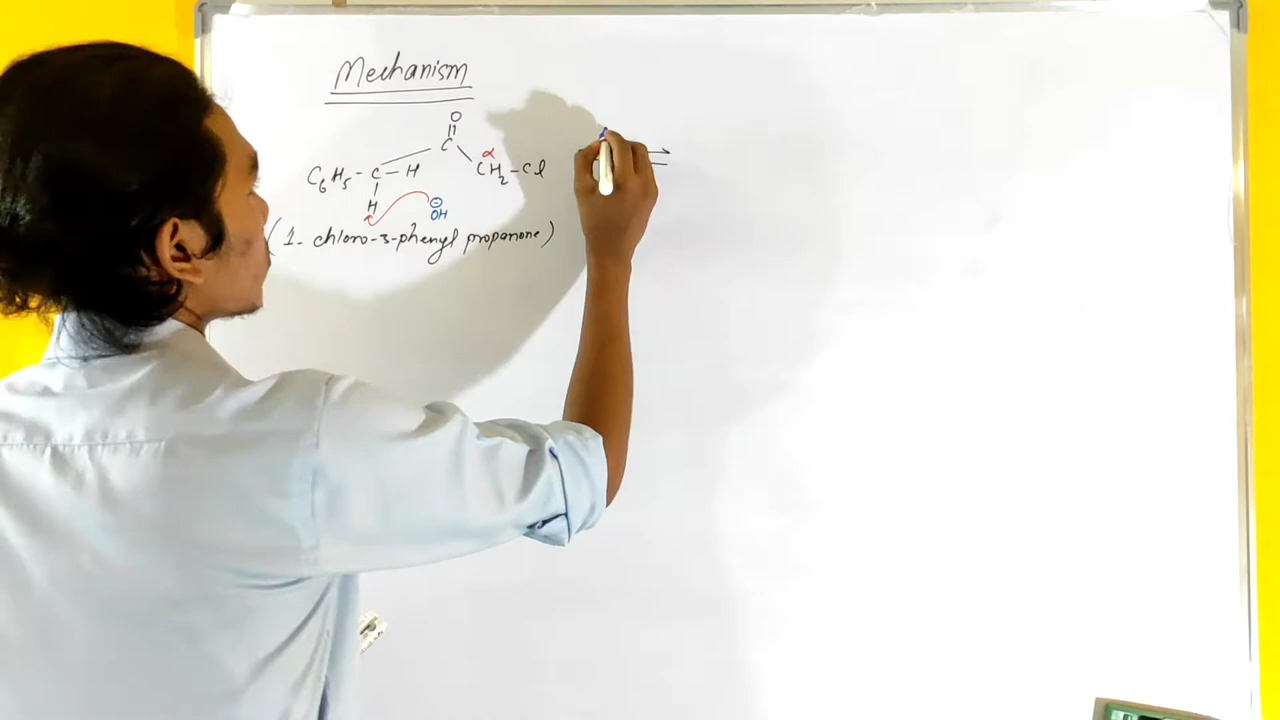 Mechanism
O
||
C
α
C6H5-C-H CH2-Cl
|
H
⊖
OH
(1-chloro-3-phenyl propanone)